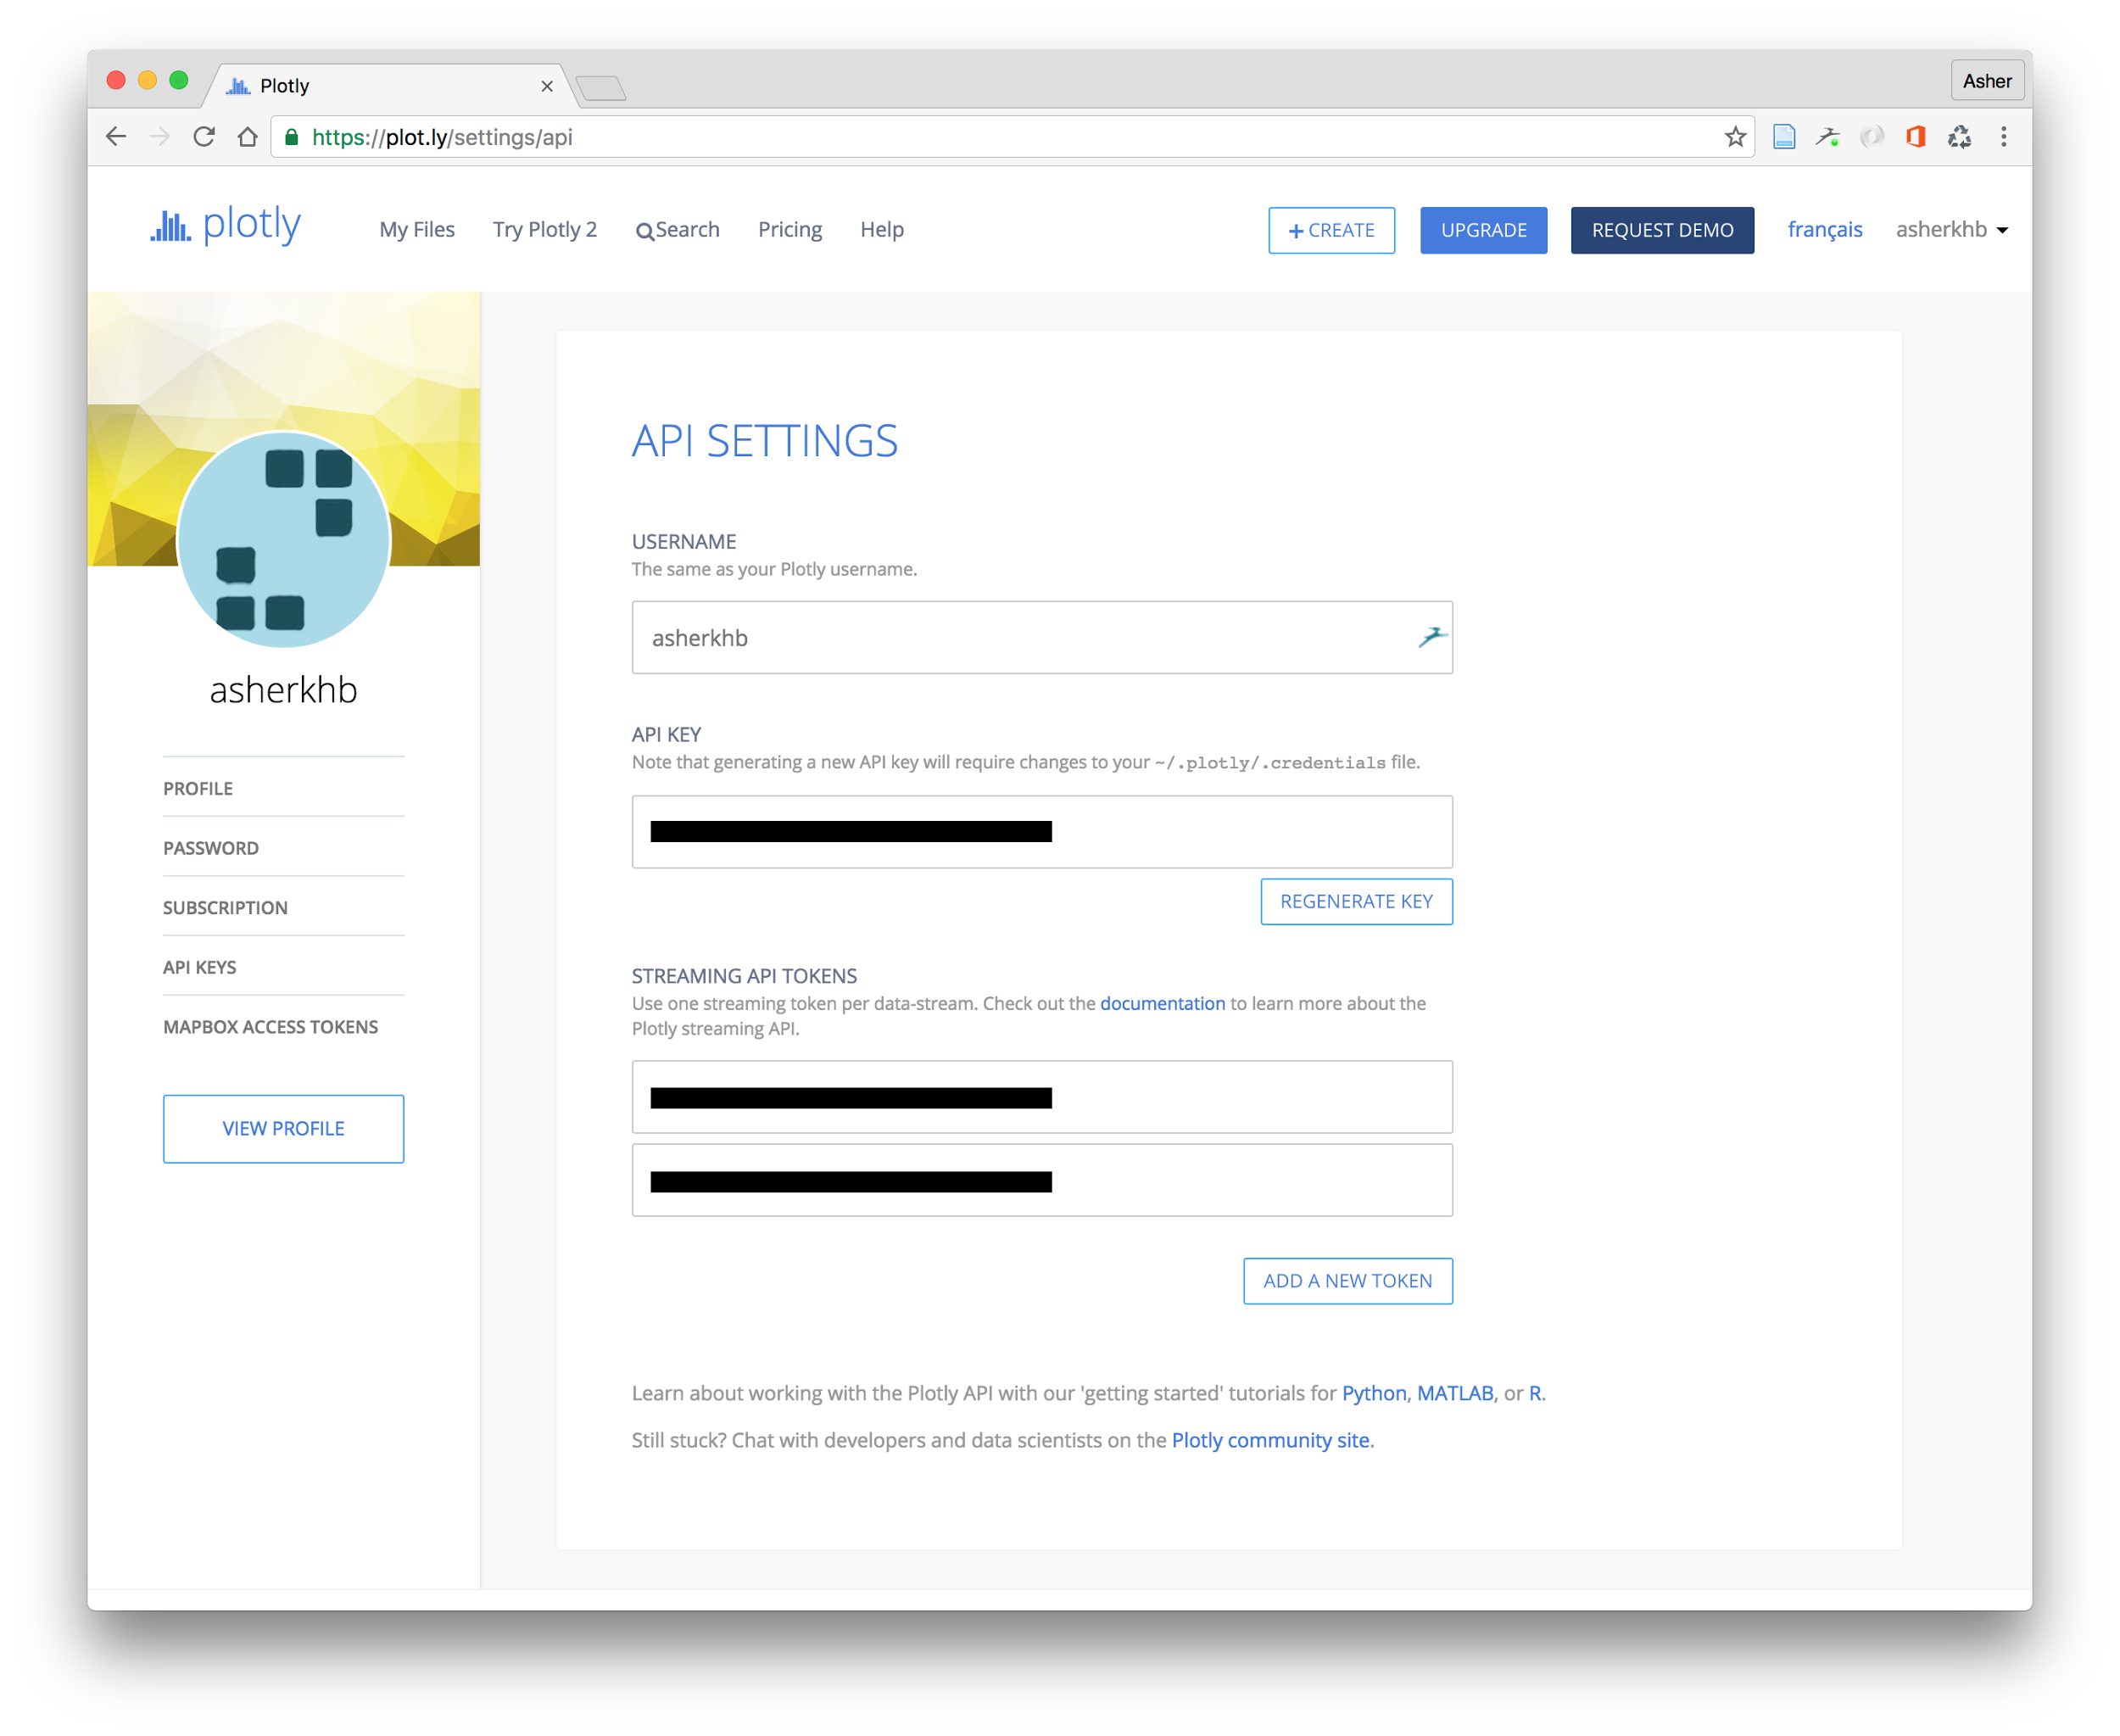 Plotly
Asher
https://plot.ly/settings/api
plotly
My Files
Try Plotly 2
Search
Pricing
Help
+ CREATE
UPGRADE
REQUEST DEMO
français
asherkhb
asherkhb
PROFILE
PASSWORD
SUBSCRIPTION
API KEYS
MAPBOX ACCESS TOKENS
VIEW PROFILE
API SETTINGS
USERNAME
The same as your Plotly username.
asherkhb
API KEY
Note that generating a new API key will require changes to your ~/.plotly/.credentials file.
REGENERATE KEY
STREAMING API TOKENS
Use one streaming token per data-stream. Check out the documentation to learn more about the
Plotly streaming API.
ADD A NEW TOKEN
Learn about working with the Plotly API with our 'getting started' tutorials for Python, MATLAB, or R.
Still stuck? Chat with developers and data scientists on the Plotly community site.